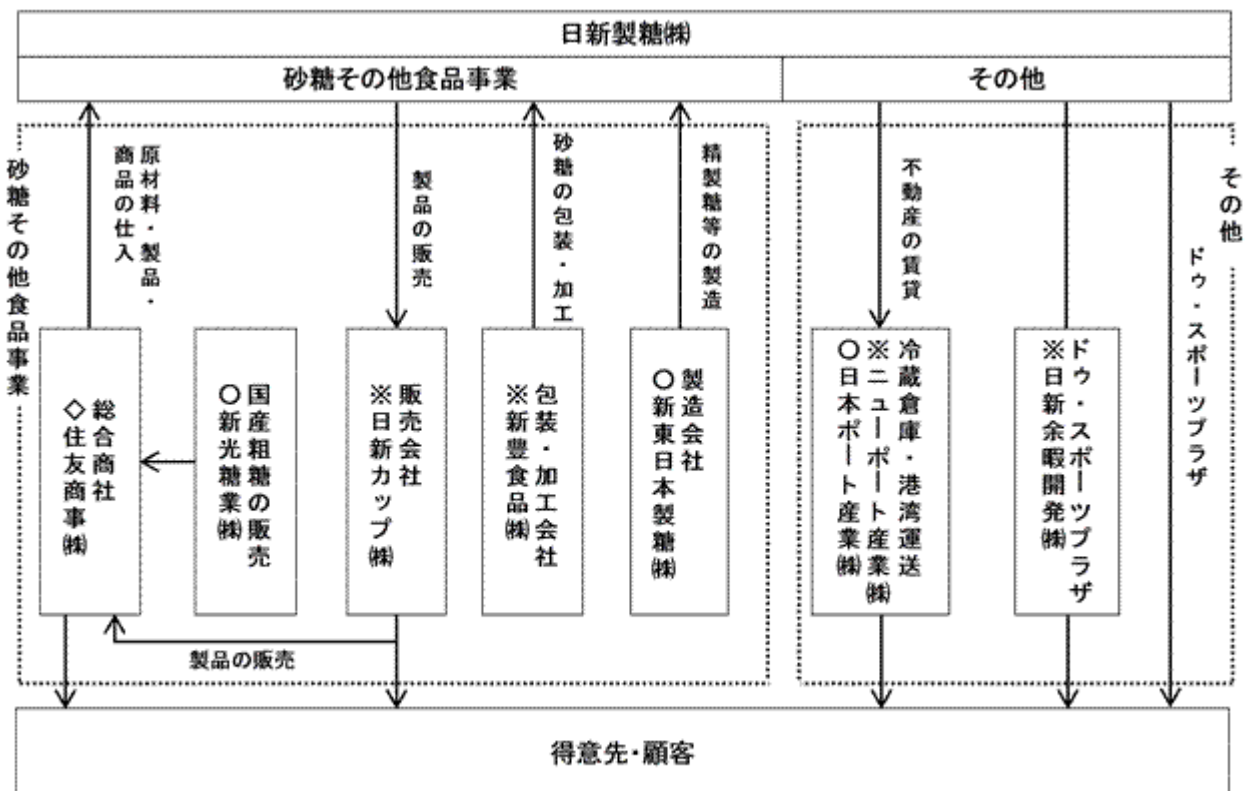 日新製糖㈱
砂糖その他食品事業
その他
砂糖その他食品事業
原材料・製品・
商品の仕入
製品の販売
砂糖の包装・加工
精製糖等の製造
不動産の賃貸
ドゥ・スポーツプラザ
その他
総合商社
◇住友商事㈱
国産粗糖の販売
〇新光糖業㈱
販売会社
※日新カップ㈱
包装・加工会社
※新豊食品㈱
製造会社
〇新東日本製糖㈱
冷蔵倉庫・港湾運送
※ニューポート産業㈱
〇日本ポート産業㈱
ドゥ・スポーツプラザ
※日新余暇開発㈱
製品の販売
得意先・顧客